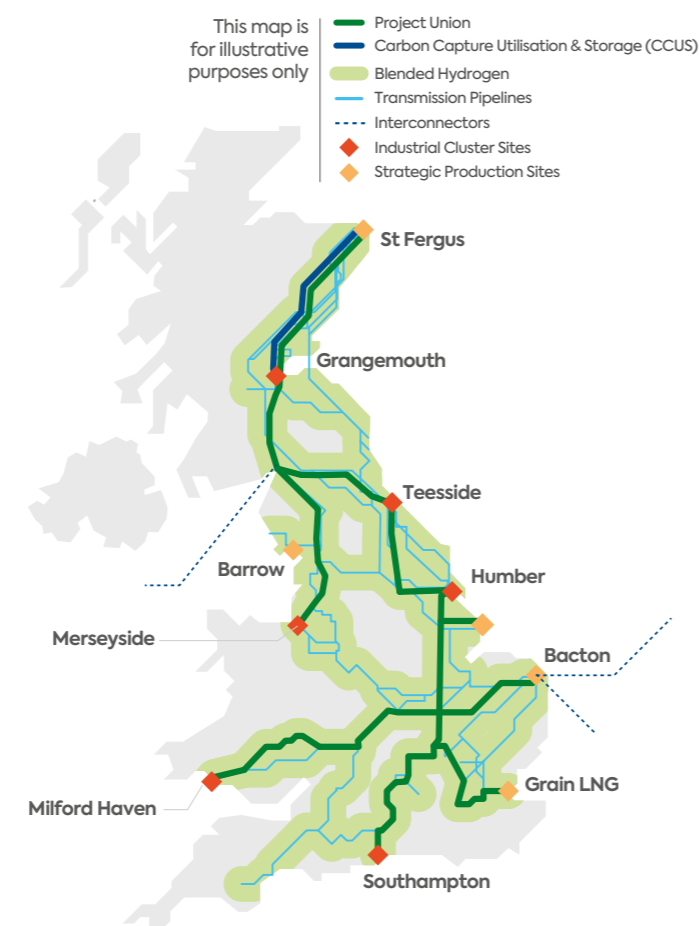 This map is
for illustrative
purposes only
Project Union
Carbon Capture Utilisation & Storage (CCUS)
Blended Hydrogen
Transmission Pipelines
Interconnectors
Industrial Cluster Sites
Strategic Production Sites
St Fergus
Grangemouth
Teesside
Barrow
Humber
Merseyside
Bacton
Grain LNG
Milford Haven
Southampton